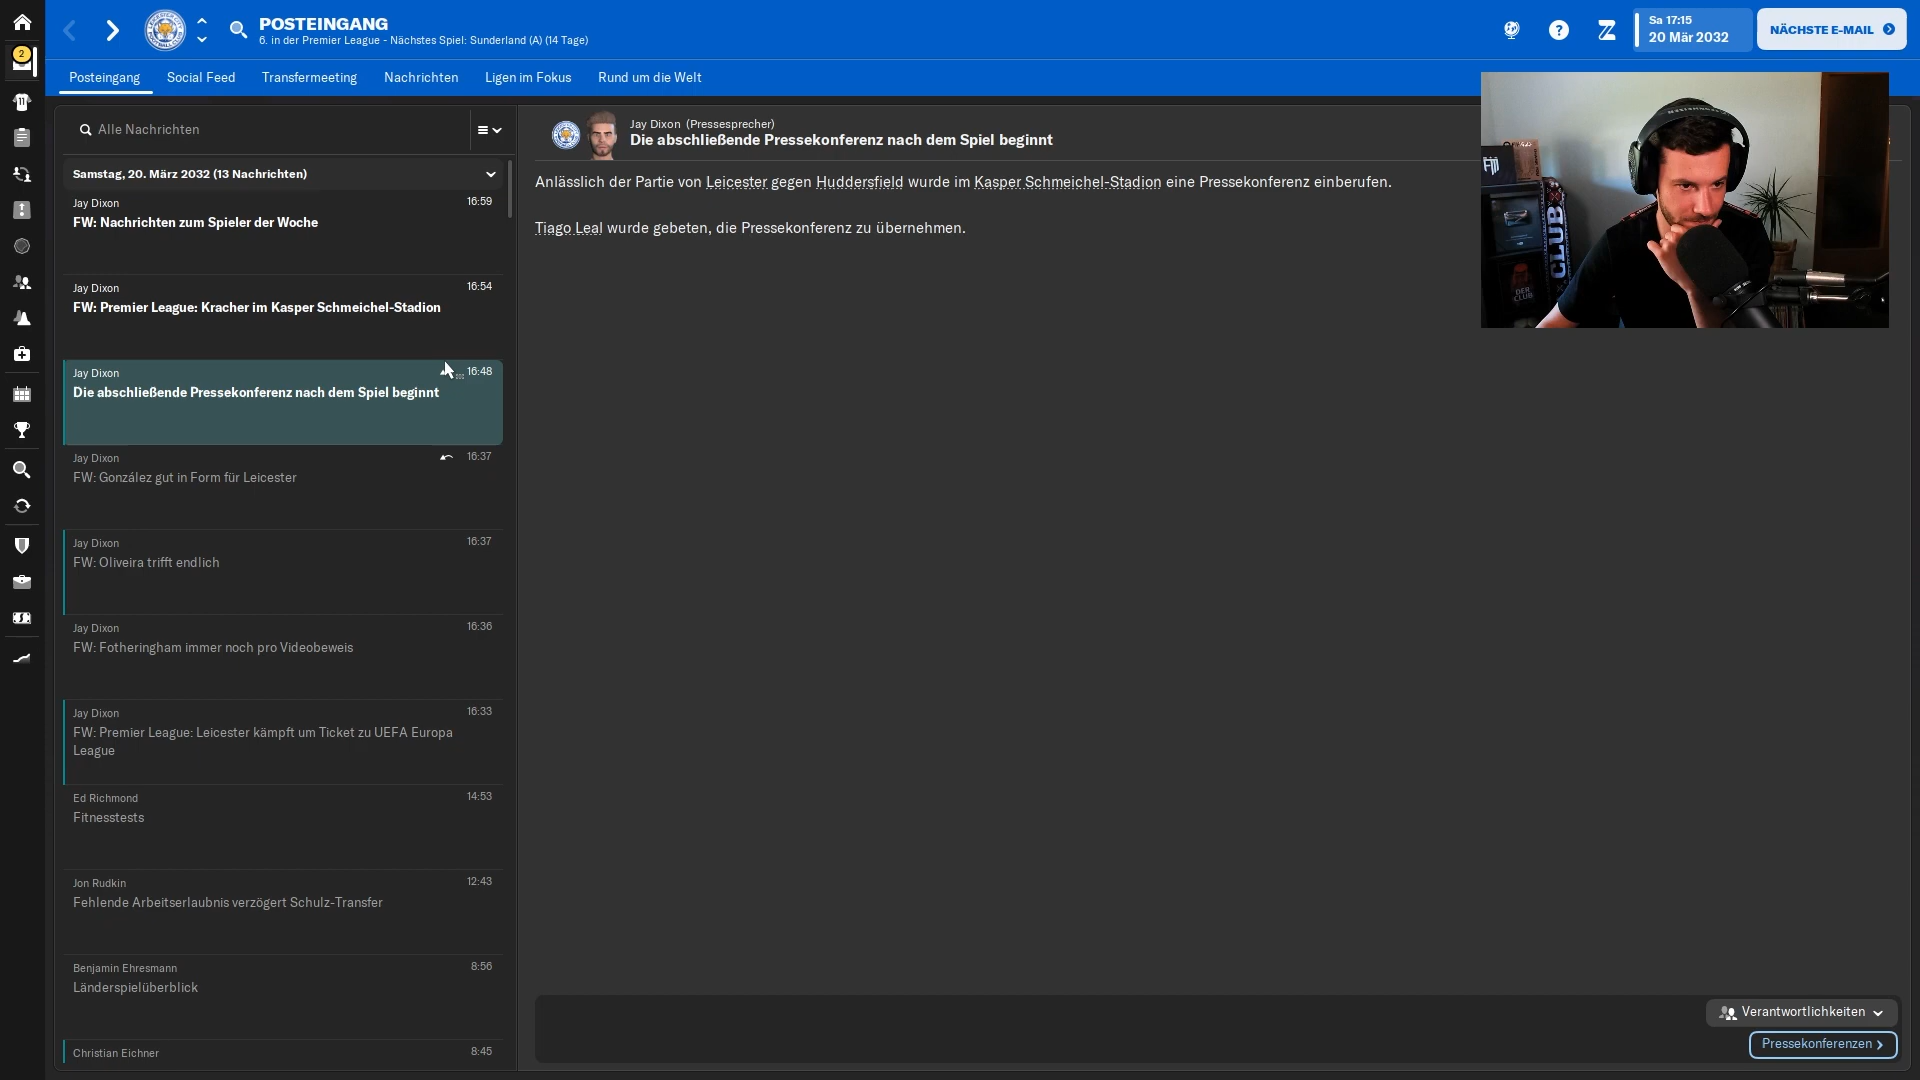 POSTEINGANG
6. in der Premier League - Nächstes Spiel: Sunderland (A) (14 Tage)
Sa 17:15
20 Mär 2032
NÄCHSTE E-MAIL
2
Posteingang
Social Feed
Transfermeeting
Nachrichten
Ligen im Fokus
Rund um die Welt
Alle Nachrichten
Samstag, 20. März 2032 (13 Nachrichten)
Jay Dixon
16:59
FW: Nachrichten zum Spieler der Woche
Jay Dixon
16:54
FW: Premier League: Kracher im Kasper Schmeichel-Stadion
Jay Dixon
16:48
Die abschließende Pressekonferenz nach dem Spiel beginnt
Jay Dixon
16:37
FW: González gut in Form für Leicester
Jay Dixon
16:37
FW: Oliveira trifft endlich
Jay Dixon
16:36
FW: Fotheringham immer noch pro Videobeweis
Jay Dixon
16:33
FW: Premier League: Leicester kämpft um Ticket zu UEFA Europa
League
Ed Richmond
14:53
Fitnesstests
Jon Rudkin
12:43
Fehlende Arbeitserlaubnis verzögert Schulz-Transfer
Benjamin Ehresmann
8:56
Länderspielüberblick
Christian Eichner
8:45
Jay Dixon (Pressesprecher)
Die abschließende Pressekonferenz nach dem Spiel beginnt
Anlässlich der Partie von Leicester gegen Huddersfield wurde im Kasper Schmeichel-Stadion eine Pressekonferenz einberufen.
Tiago Leal wurde gebeten, die Pressekonferenz zu übernehmen.
CLUB
DER
CLUB
Verantwortlichkeiten
Pressekonferenzen